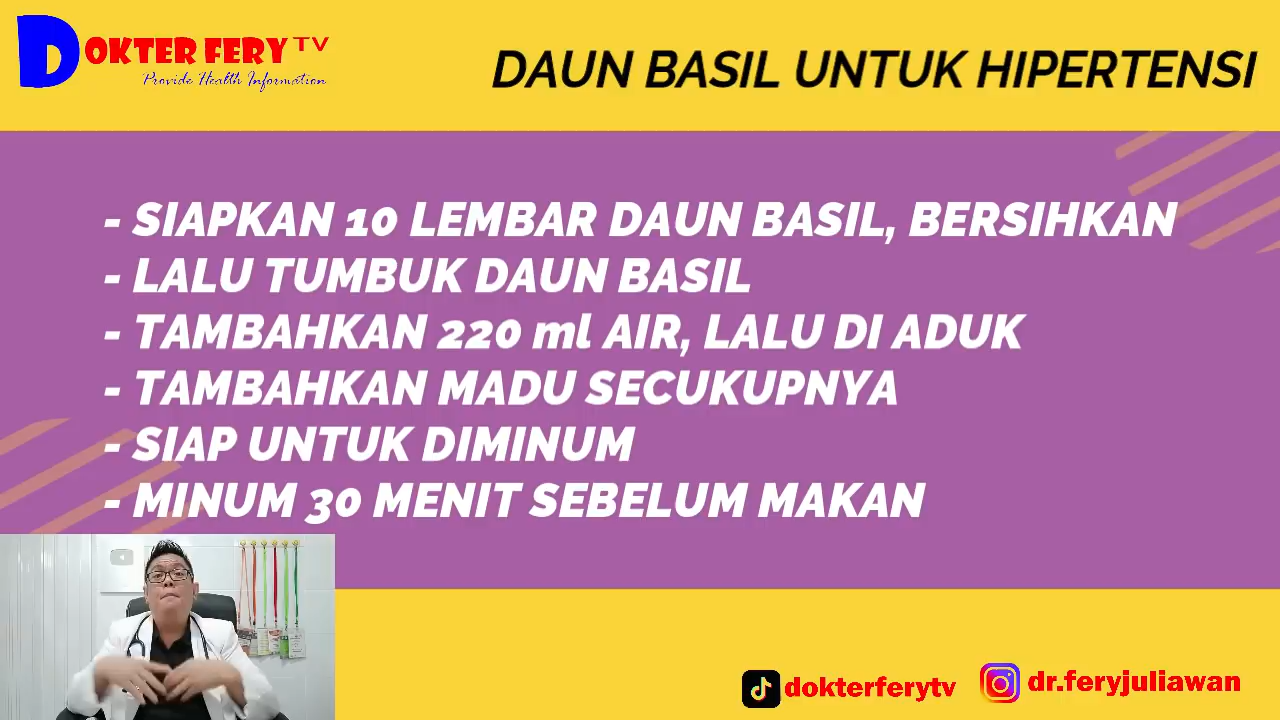 DOKTER FERY TV
Provide Health Information
DAUN BASIL UNTUK HIPERTENSI
- SIAPKAN 10 LEMBAR DAUN BASIL, BERSIHKAN
- LALU TUMBUK DAUN BASIL
- TAMBAHKAN 220 ml AIR, LALU DI ADUK
- TAMBAHKAN MADU SECUKUPNYA
- SIAP UNTUK DIMINUM
- MINUM 30 MENIT SEBELUM MAKAN
dokterferytv
dr.feryjuliawan